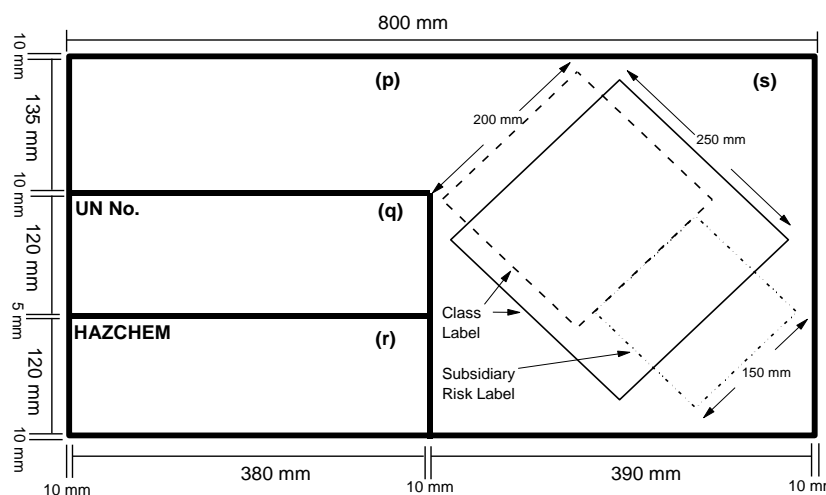 800 mm
10 mm
(p)
(s)
135 mm
200 mm
250 mm
10 mm
UN No.
(q)
120 mm
5 mm
HAZCHEM
(r)
Class
Label
120 mm
Subsidiary
Risk Label
150 mm
10 mm
380 mm
390 mm
10 mm
10 mm
10 m